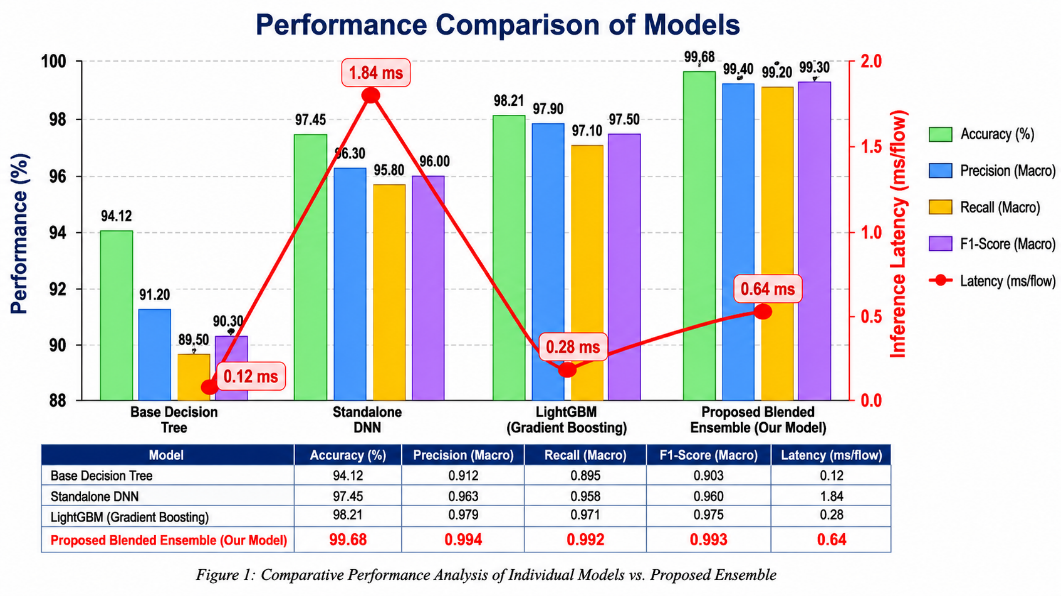 Performance Comparison of Models
Performance (%)
100
98
96
94
92
90
88
2.0
1.5
1.0
0.5
0.0
Inference Latency (ms/flow)
94.12
91.20
89,50
90.30
0.12 ms
97.45
96.30
95.80
96.00
1.84 ms
98.21
97.90
97.10
97.50
0.28 ms
99,68
99.40
99.20
99.30
0.64 ms
Base Decision
Tree
Standalone
DNN
LightGBM
(Gradient Boosting)
Proposed Blended
Ensemble (Our Model)
Accuracy (%)
Precision (Macro)
Recall (Macro)
F1-Score (Macro)
Latency (ms/flow)
Model Accuracy (%) Precision (Macro) Recall (Macro) F1-Score (Macro) Latency (ms/flow)
Base Decision Tree 94.12 0.912 0.895 0.903 0.12
Standalone DNN 97.45 0.963 0.958 0.960 1.84
LightGBM (Gradient Boosting) 98.21 0.979 0.971 0.975 0.28
Proposed Blended Ensemble (Our Model) 99.68 0.994 0.992 0.993 0.64
Figure 1: Comparative Performance Analysis of Individual Models vs. Proposed Ensemble